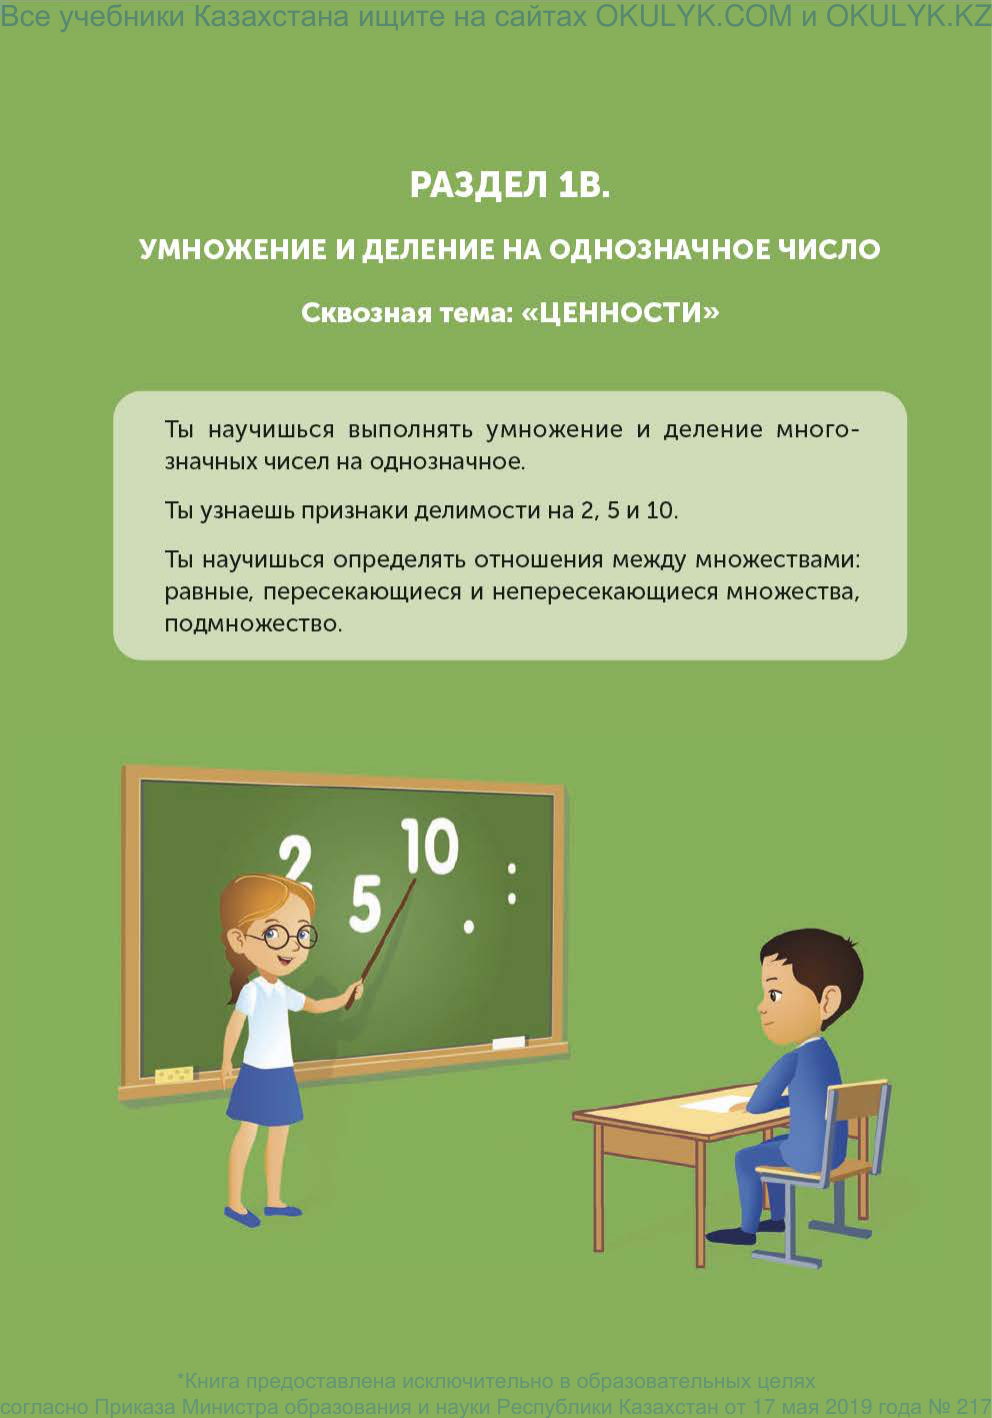 Все учебники Казахстана ищите на сайтах OKULYK.COM и OKULYK.KZ
РАЗДЕЛ 1В.
УМНОЖЕНИЕ И ДЕЛЕНИЕ НА ОДНОЗНАЧНОЕ ЧИСЛО
Сквозная тема: «ЦЕННОСТИ»
Ты научишься выполнять умножение и деление много-
значных чисел на однозначное.
Ты узнаешь признаки делимости на 2, 5 и 10.
Ты научишься определять отношения между множествами:
равные, пересекающиеся и непересекающиеся множества,
подмножество.
2 10 :
5 .
*Книга предоставлена исключительно в образовательных целях
согласно Приказа Министра образования и науки Республики Казахстан от 17 мая 2019 года № 217